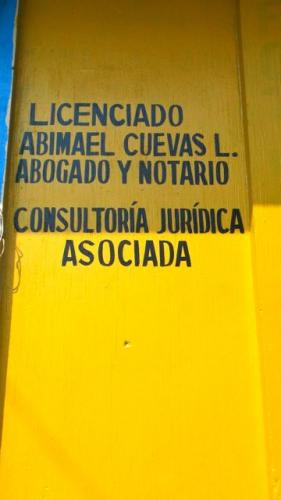 LICENCIADO
ABIMAEL CUEVAS L.
ABOGADO Y NOTARIO
CONSULTORÍA JURÍDICA
ASOCIADA